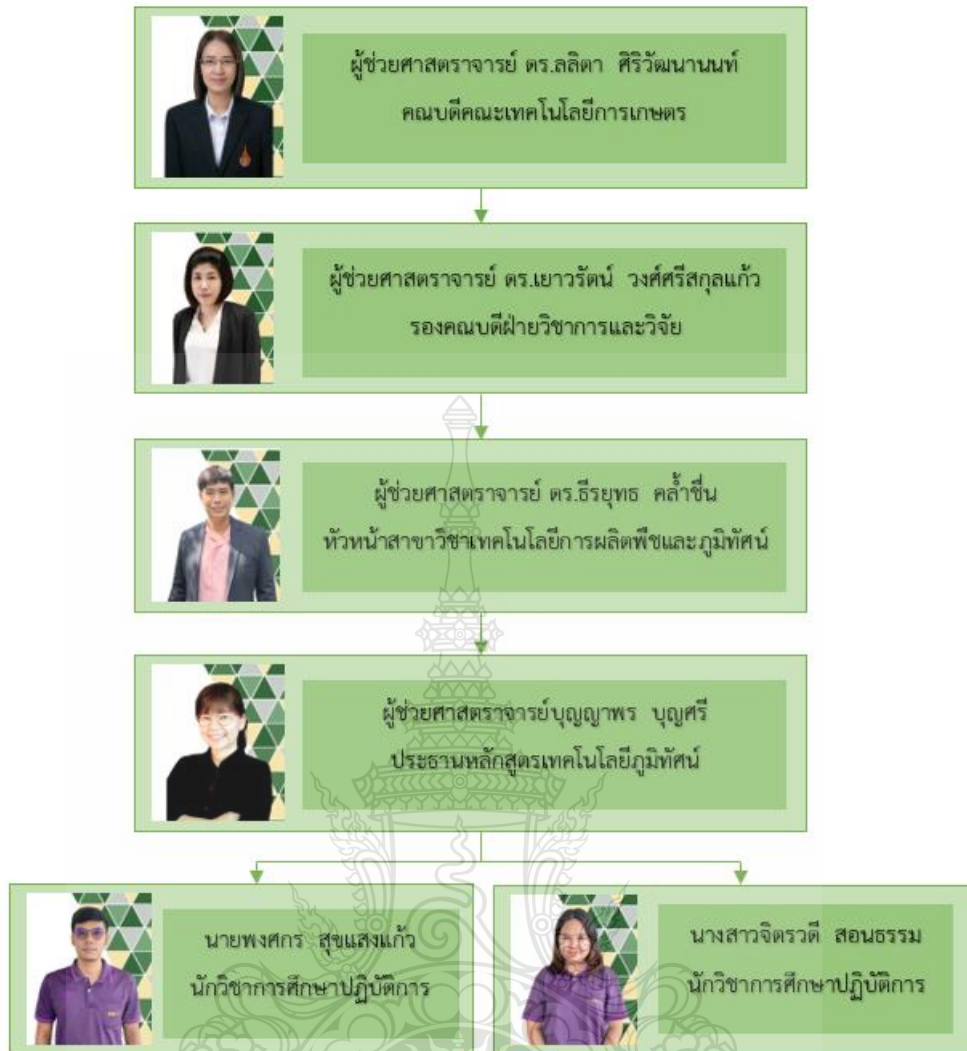 ผู้ช่วยศาสตราจารย์ ดร.ลลิตา ศิริวัฒนานนท์
คณบดีคณะเทคโนโลยีการเกษตร
ผู้ช่วยศาสตราจารย์ ดร.เยาวรัตน์ วงศ์ศรีสกุลแก้ว
รองคณบดีฝ่ายวิชาการและวิจัย
ผู้ช่วยศาสตราจารย์ ดร.ธีรยุทธ คล้ำชื่น
หัวหน้าสาขาวิชาเทคโนโลยีการผลิตพืชและภูมิทัศน์
ผู้ช่วยศาสตราจารย์บุญญาพร บุญศรี
ประธานหลักสูตรเทคโนโลยีภูมิทัศน์
นายพงศกร สุขแสงแก้ว
นักวิชาการศึกษาปฏิบัติการ
นางสาวจิตรวดี สอนธรรม
นักวิชาการศึกษาปฏิบัติการ